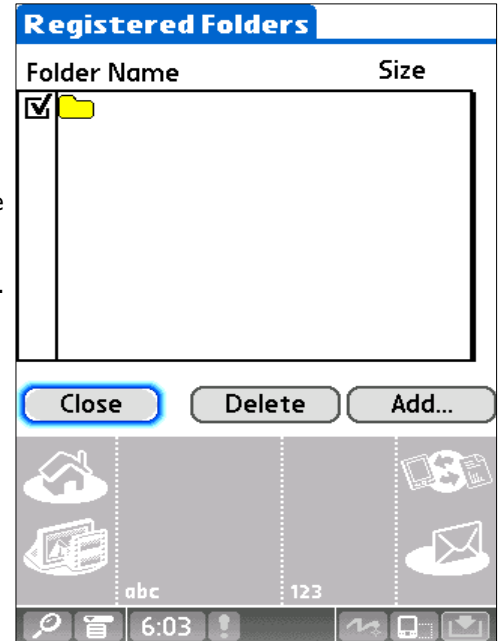 Registered Folders
Folder Name Size
e
.
Close Delete Add...
abc 123
6:03